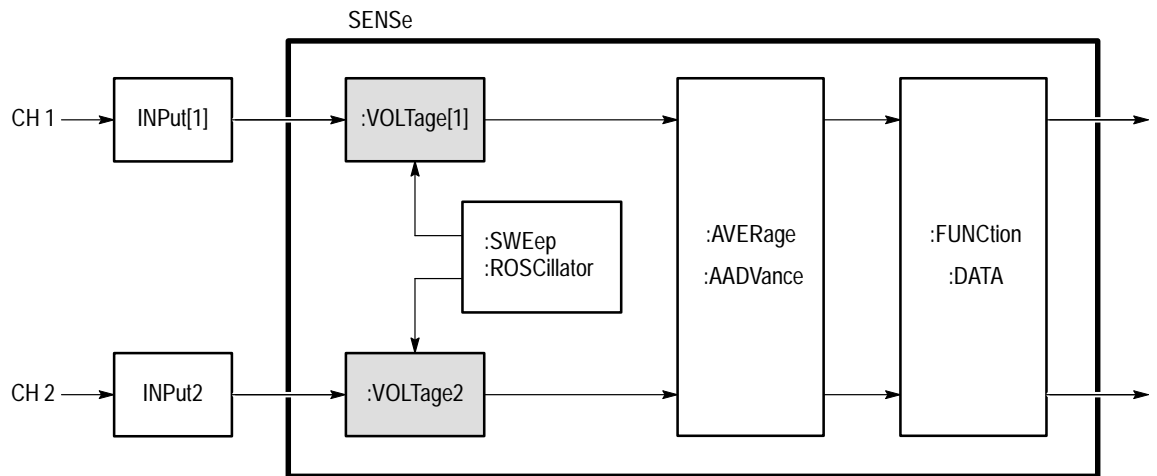 SENSe
CH 1
INPut[1]
:VOLTage[1]
:SWEep
:ROSCillator
:AVERage
:AADVance
:FUNCtion
:DATA
CH 2
INPut2
:VOLTage2